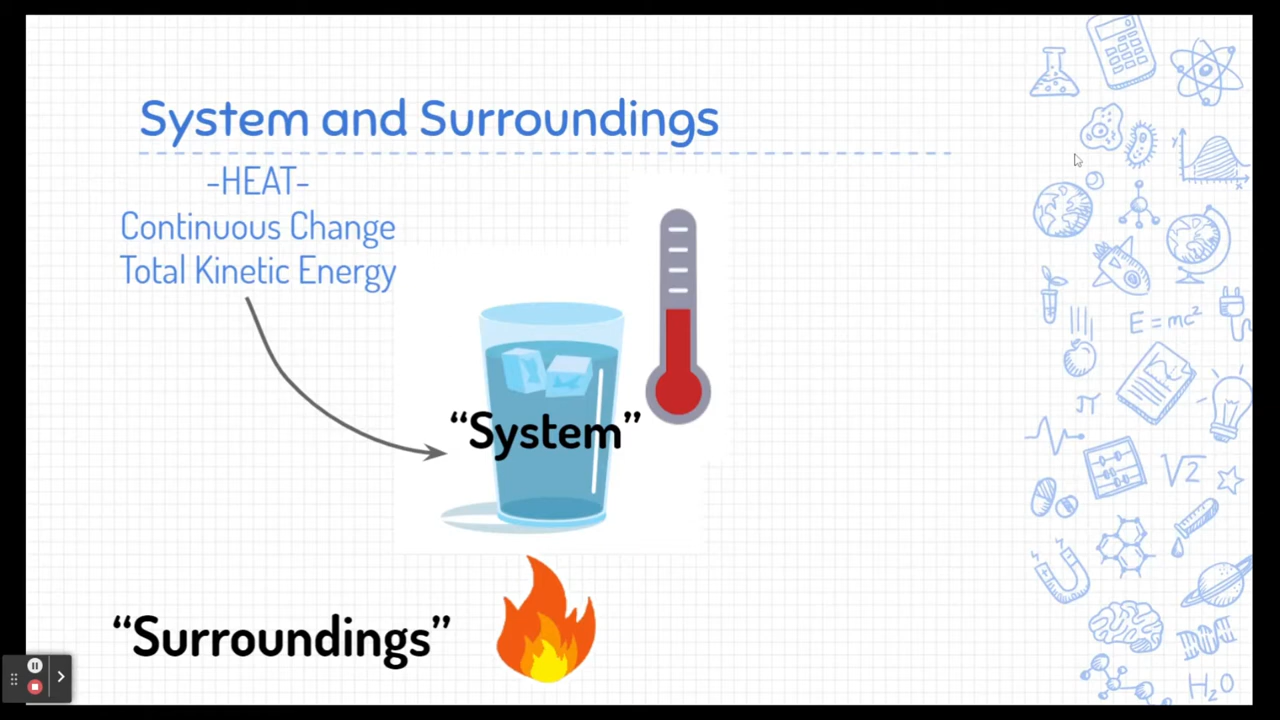 System and Surroundings
-HEAT-
Continuous Change
Total Kinetic Energy
“System”
“Surroundings”
E=mc²
π
√2
x
H₂O